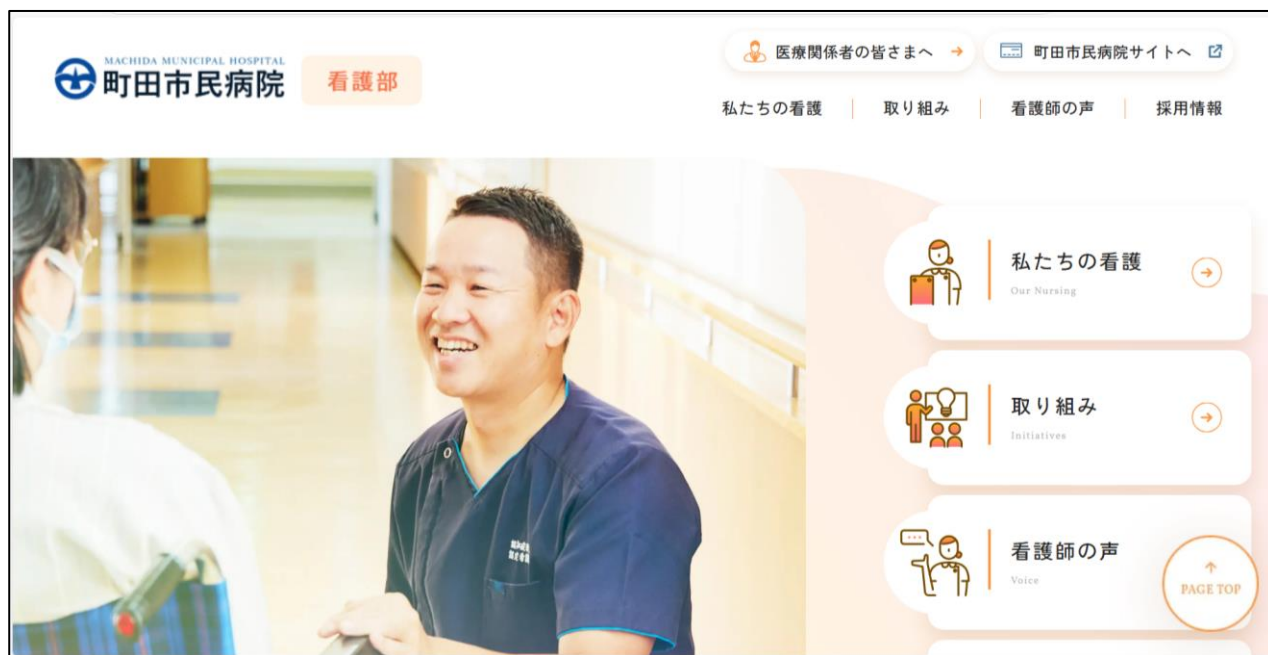 医療関係者の皆さまへ
町田市民病院サイトへ
MACHIDA MUNICIPAL HOSPITAL
町田市民病院
看護部
私たちの看護
取り組み
看護師の声
採用情報
私たちの看護
Our Nursing
取り組み
Initiatives
看護師の声
Voice
PAGE TOP